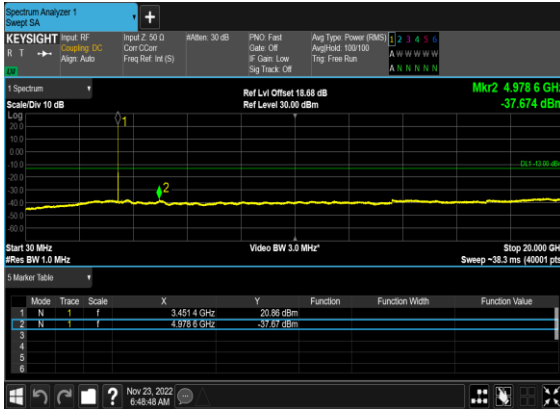 Spectrum Analyzer 1
Swept SA
+
KEYSIGHT Input: RF Input Z: 50 Ω #Atten: 30 dB PNO: Fast Avg Type: Power (RMS) 1 2 3 4 5 6
R T Coupling: DC Corr CCorr Gate: Off Avg|Hold: 100/100 A W W W W W
Align: Auto Freq Ref: Int (S) IF Gain: Low Trig: Free Run
Sig Track: Off A N N N N N
1 Spectrum Ref Lvl Offset 18.68 dB Mkr2 4.978 6 GHz
Scale/Div 10 dB Ref Level 30.00 dBm -37.674 dBm
Log
1
20.0
10.0
0.00
-10.0
DL1 -13.00 dBm
-20.0
-30.0
2
-40.0
-50.0
-60.0
Start 30 MHz Video BW 3.0 MHz* Stop 20.000 GHz
#Res BW 1.0 MHz Sweep ~38.3 ms (40001 pts)
5 Marker Table
Mode Trace Scale X Y Function Function Width Function Value
1 N 1 f 3.451 4 GHz 20.86 dBm
2 N 1 f 4.978 6 GHz -37.67 dBm
3
4
5
6
? Nov 23, 2022
6:48:48 AM